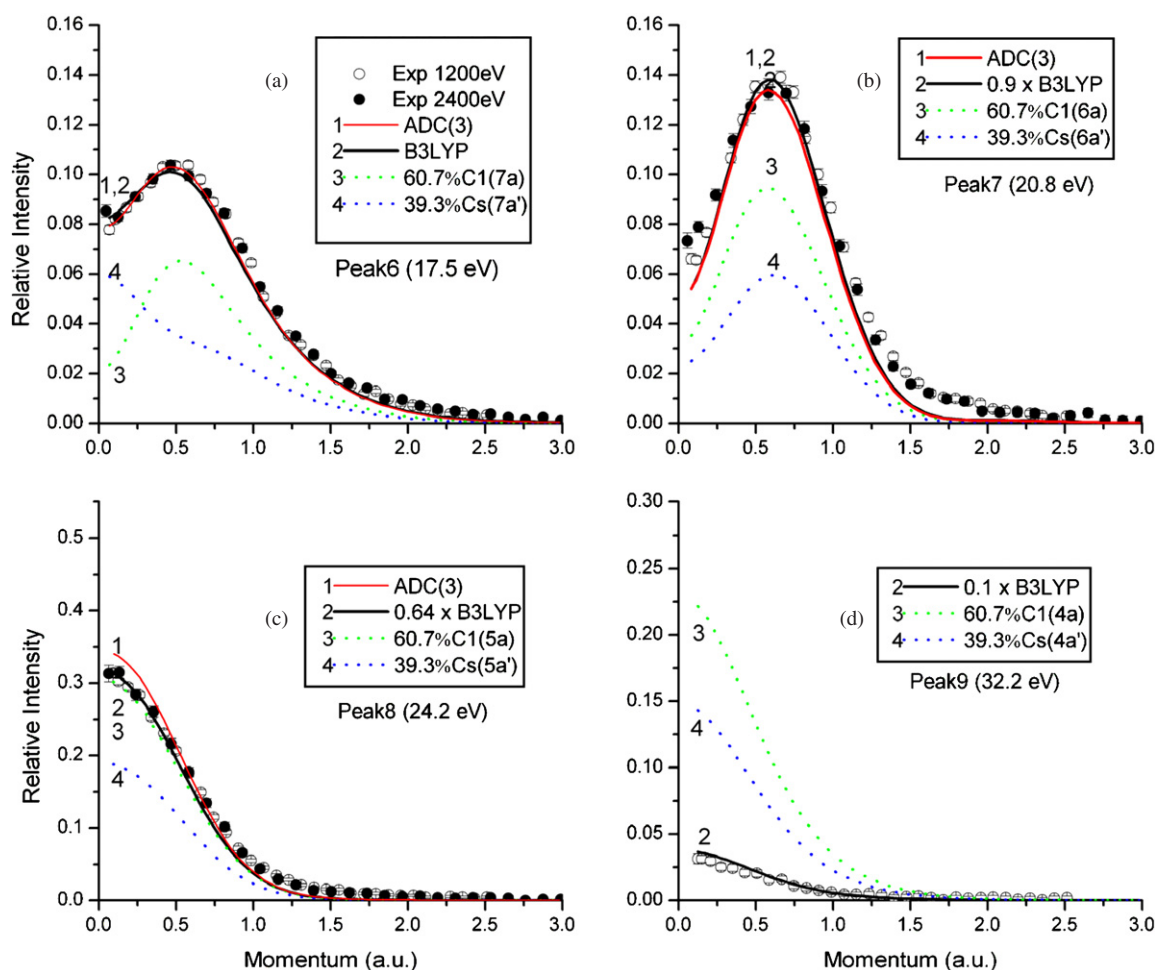 (a)
Exp 1200eV
Exp 2400eV
1 ADC(3)
2 B3LYP
3 60.7%C1(7a)
4 39.3%Cs(7a')
Peak6 (17.5 eV)
1,2
4
3
3
Relative Intensity
0.16
0.14
0.12
0.10
0.08
0.06
0.04
0.02
0.00
0.0 0.5 1.0 1.5 2.0 2.5 3.0
(b)
1 ADC(3)
2 0.9 x B3LYP
3 60.7%C1(6a)
4 39.3%Cs(6a')
Peak7 (20.8 eV)
1,2
3
4
0.16
0.14
0.12
0.10
0.08
0.06
0.04
0.02
0.00
0.0 0.5 1.0 1.5 2.0 2.5 3.0
(c)
1 ADC(3)
2 0.64 x B3LYP
3 60.7%C1(5a)
4 39.3%Cs(5a')
Peak8 (24.2 eV)
1
2
3
4
Relative Intensity
0.5
0.4
0.3
0.2
0.1
0.0
0.0 0.5 1.0 1.5 2.0 2.5 3.0
Momentum (a.u.)
(d)
2 0.1 x B3LYP
3 60.7%C1(4a)
4 39.3%Cs(4a')
Peak9 (32.2 eV)
3
4
2
0.30
0.25
0.20
0.15
0.10
0.05
0.00
0.0 0.5 1.0 1.5 2.0 2.5 3.0
Momentum (a.u.)